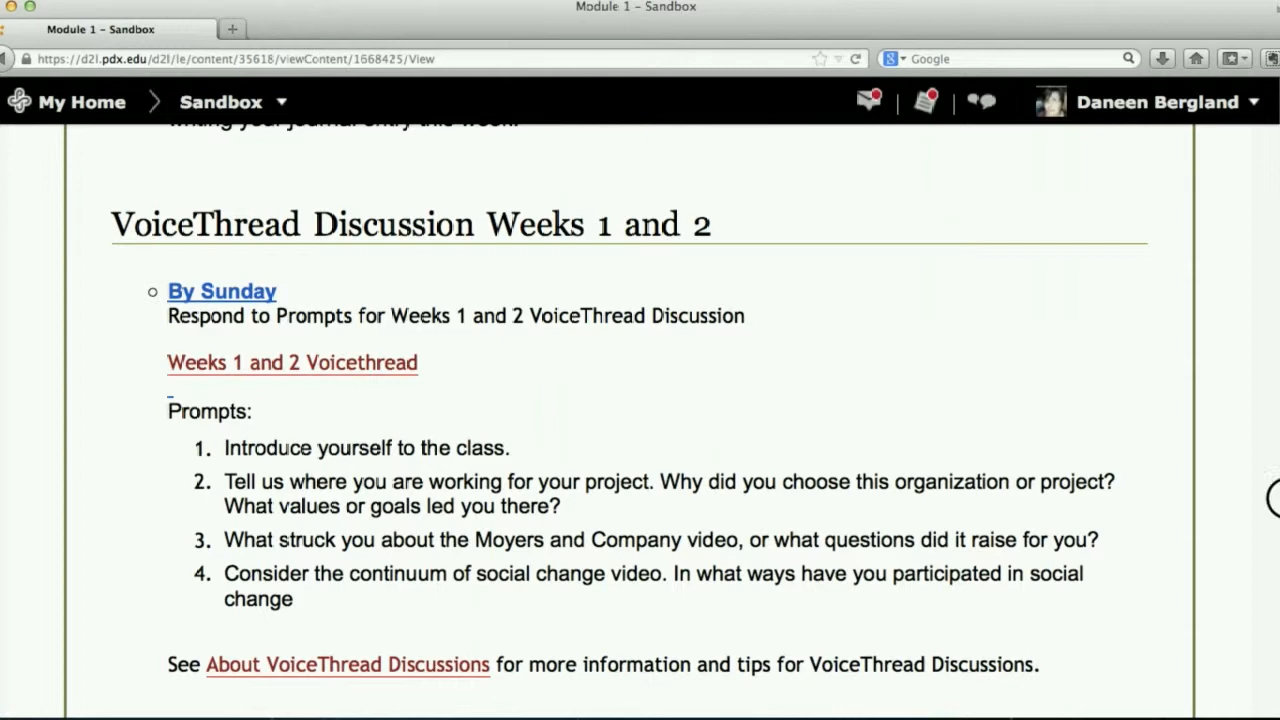 Module 1 – Sandbox
Module 1 – Sandbox
https://d2l.pdx.edu/d2l/le/content/35618/viewContent/1668425/View
Google
My Home
Sandbox
Daneen Bergland
writing your journal entry this week.
VoiceThread Discussion Weeks 1 and 2
By Sunday
Respond to Prompts for Weeks 1 and 2 VoiceThread Discussion
Weeks 1 and 2 Voicethread
Prompts:
1. Introduce yourself to the class.
2. Tell us where you are working for your project. Why did you choose this organization or project?
What values or goals led you there?
3. What struck you about the Moyers and Company video, or what questions did it raise for you?
4. Consider the continuum of social change video. In what ways have you participated in social
change
See About VoiceThread Discussions for more information and tips for VoiceThread Discussions.